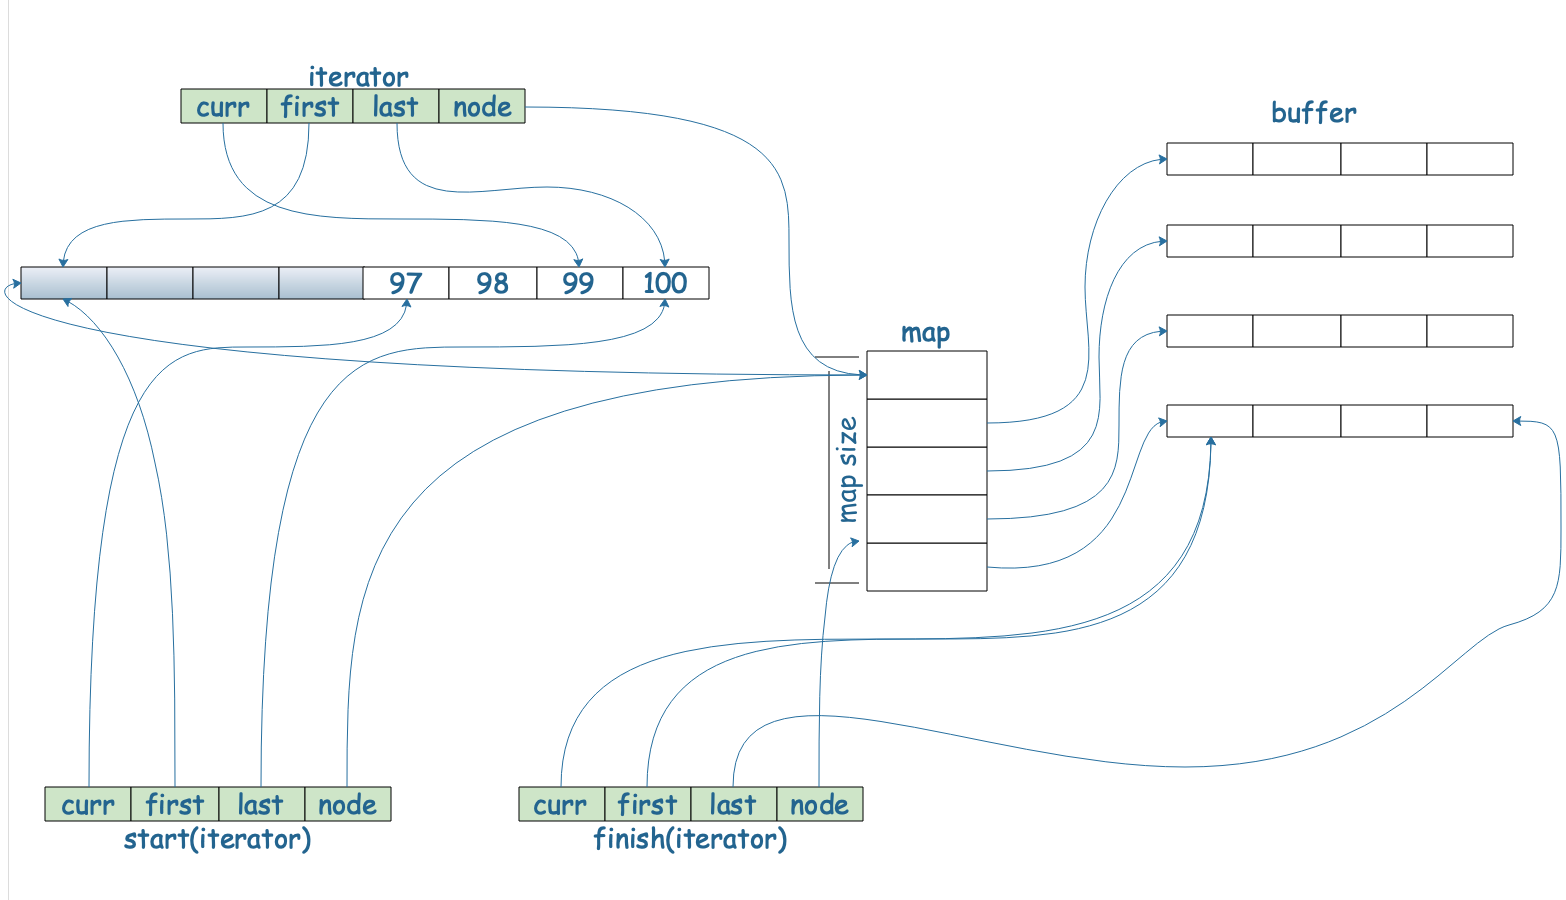 iterator
curr first last node
buffer
97 98 99 100
map
map size
curr first last node
start(iterator)
curr first last node
finish(iterator)